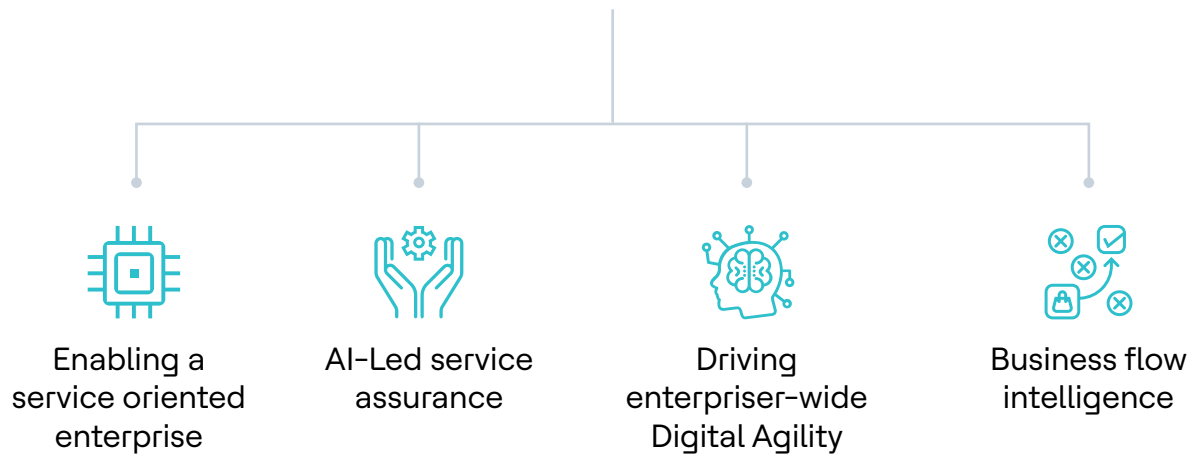 Enabling a
service oriented
enterprise
AI-Led service
assurance
Driving
enterpriser-wide
Digital Agility
Business flow
intelligence